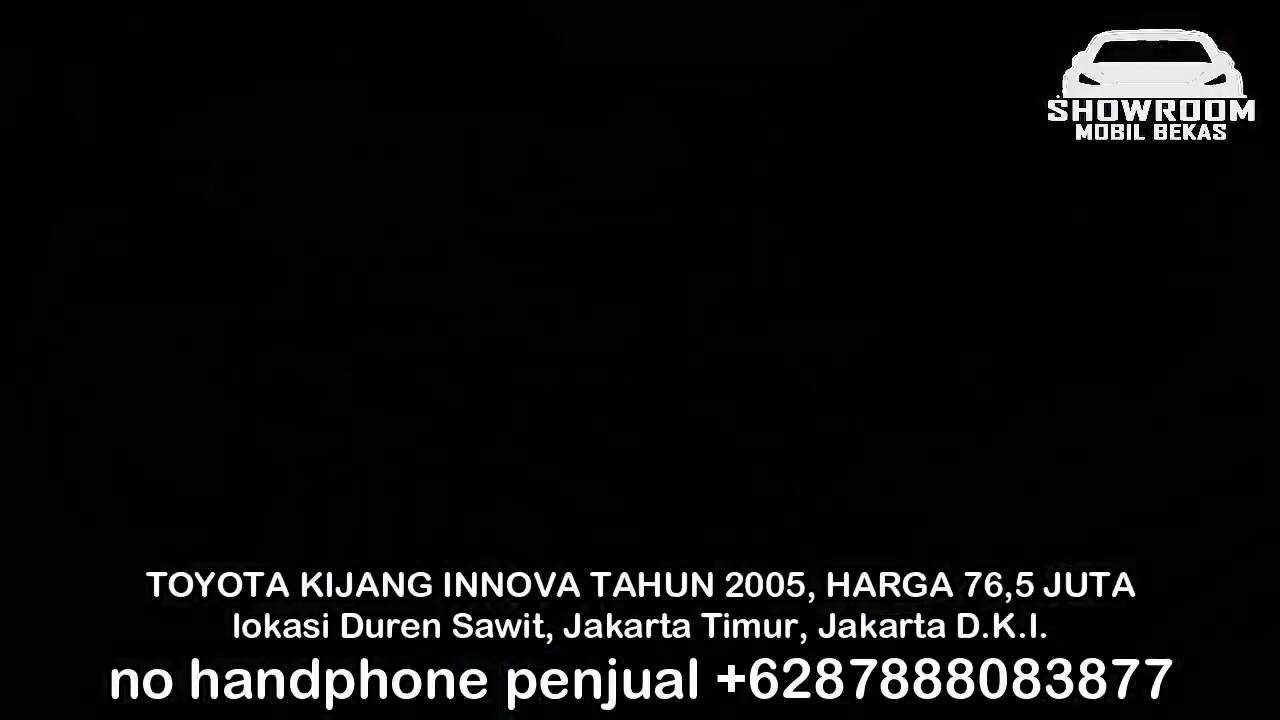 SHOWROOM
MOBIL BEKAS
TOYOTA KIJANG INNOVA TAHUN 2005, HARGA 76,5 JUTA
lokasi Duren Sawit, Jakarta Timur, Jakarta D.K.I.
no handphone penjual +6287888083877